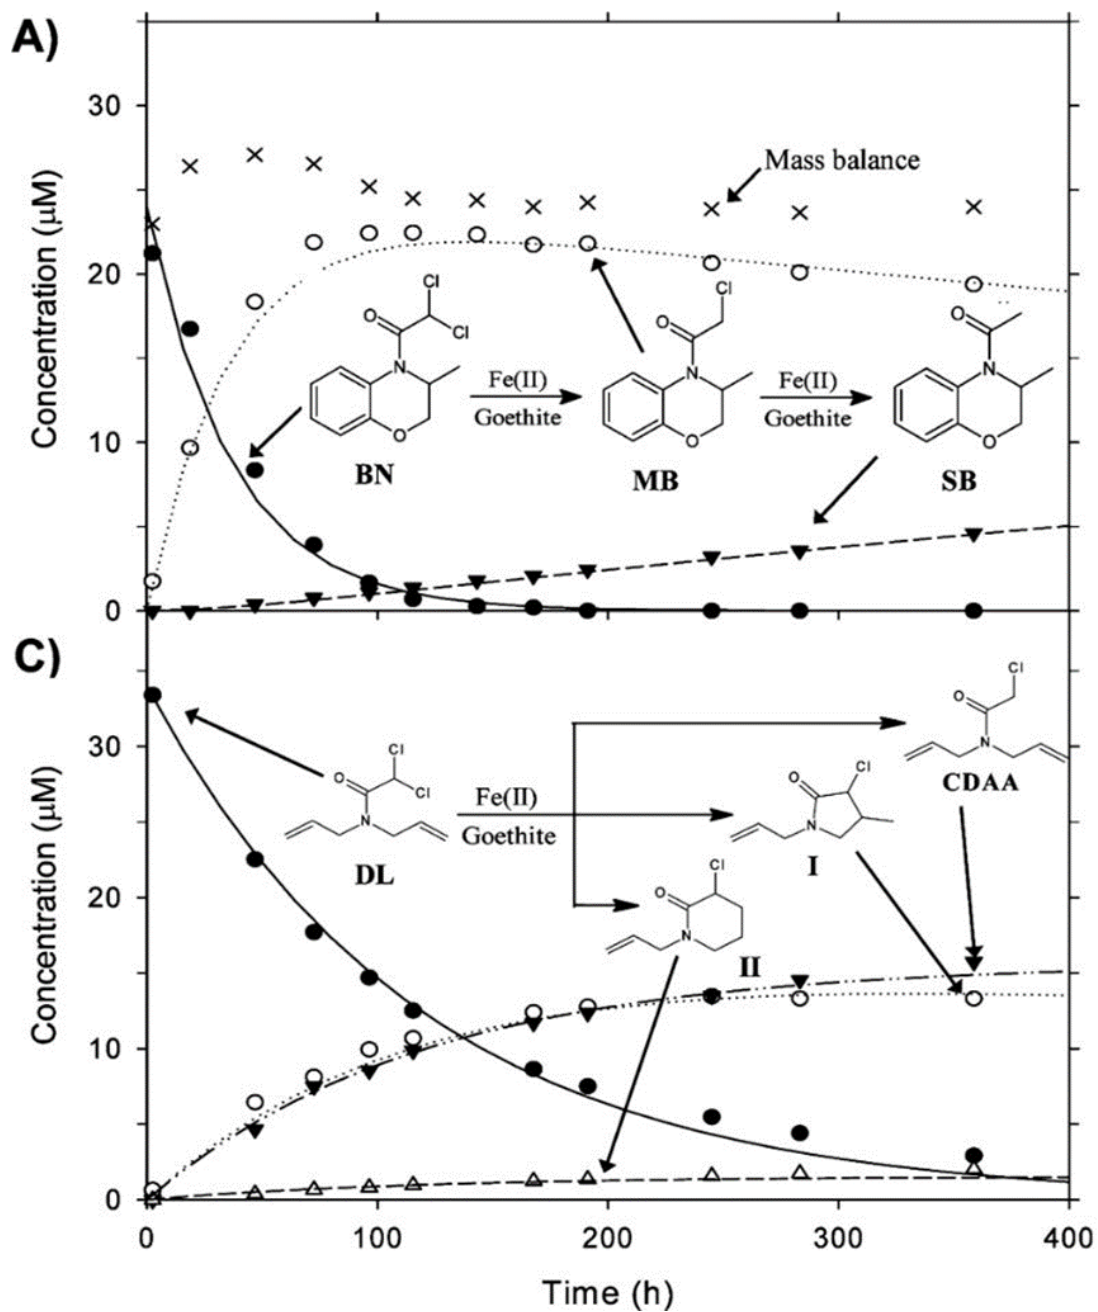 A)
Concentration (μM)
30
20
10
0
Mass balance
Cl
Cl
O
N
O
BN
Fe(II)
Goethite
Cl
O
N
O
MB
Fe(II)
Goethite
O
N
O
SB
C)
Concentration (μM)
30
20
10
0
Cl
O
Cl
N
DL
Fe(II)
Goethite
Cl
O
N
CDAA
Cl
O
N
I
Cl
O
N
II
0
100
200
300
400
Time (h)